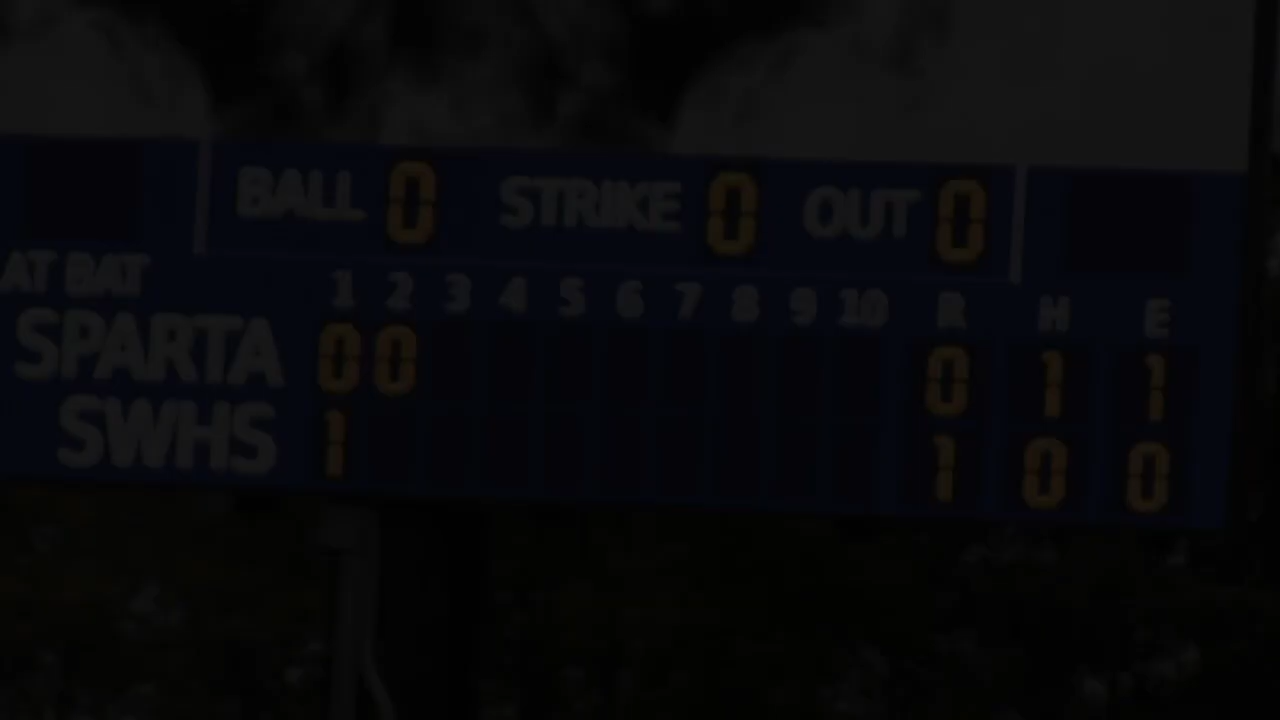 BALL 0 STRIKE 0 OUT 0
AT BAT 1 2 3 4 5 6 7 8 9 10 R H E
SPARTA 0 0 0 1 1
SWHS 1 1 0 0